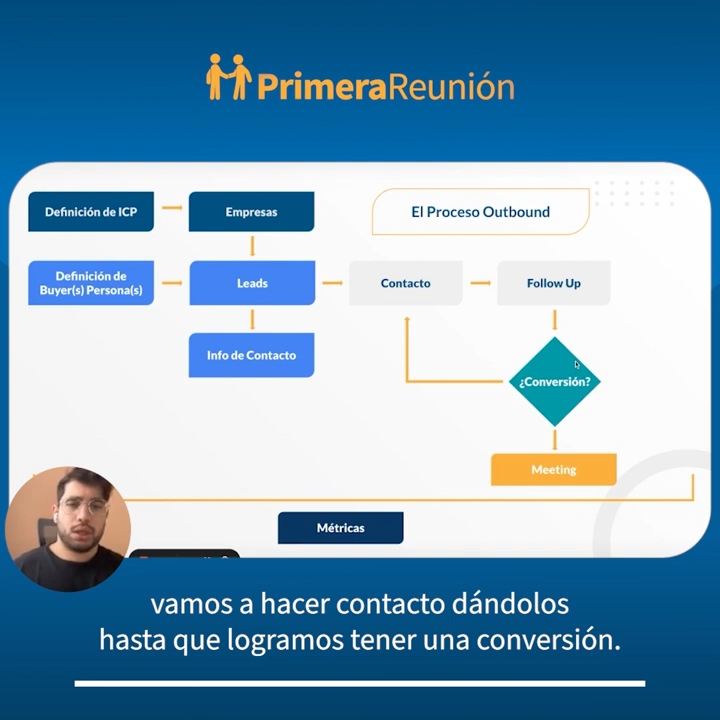 PrimeraReunión
Definición de ICP
Empresas
El Proceso Outbound
Definición de
Buyer(s) Persona(s)
Leads
Contacto
Follow Up
Info de Contacto
¿Conversión?
Meeting
Métricas
vamos a hacer contacto dándolos
hasta que logramos tener una conversión.